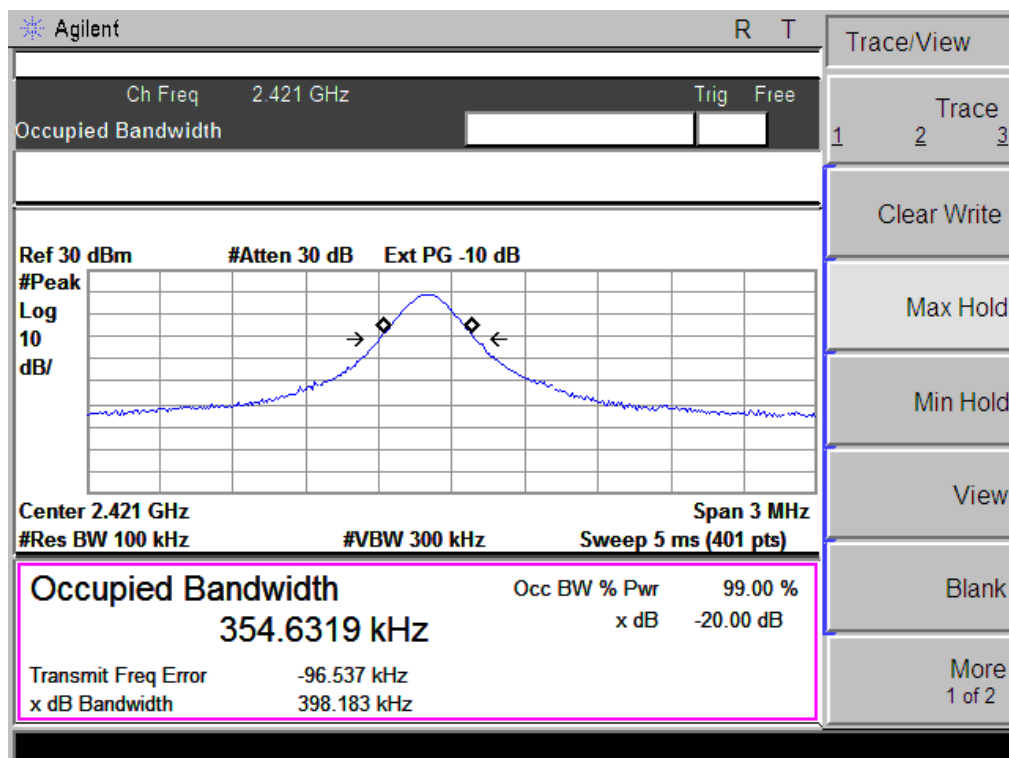 Agilent R T
Ch Freq 2.421 GHz Trig Free
Occupied Bandwidth
Ref 30 dBm #Atten 30 dB Ext PG -10 dB
#Peak
Log
10
dB/
Center 2.421 GHz Span 3 MHz
#Res BW 100 kHz #VBW 300 kHz Sweep 5 ms (401 pts)
Occupied Bandwidth Occ BW % Pwr 99.00 %
354.6319 kHz x dB -20.00 dB
Transmit Freq Error -96.537 kHz
x dB Bandwidth 398.183 kHz
Trace/View
Trace
1 2 3
Clear Write
Max Hold
Min Hold
View
Blank
More
1 of 2